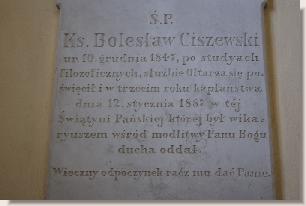 Ś.P.
Ks. Bolesław Ciszewski
ur. 10. grudnia 1847, po studyach
filozoficznych, służbie Ołtarza się po-
święcił i w trzecim roku kapłaństwa
dnia 12. stycznia 1887 w tej
Świątyni Pańskiej której był wika-
ryuszem wśród modlitwy Panu Bogu
ducha oddał.
Wieczny odpoczynek racz mu dać Panie.